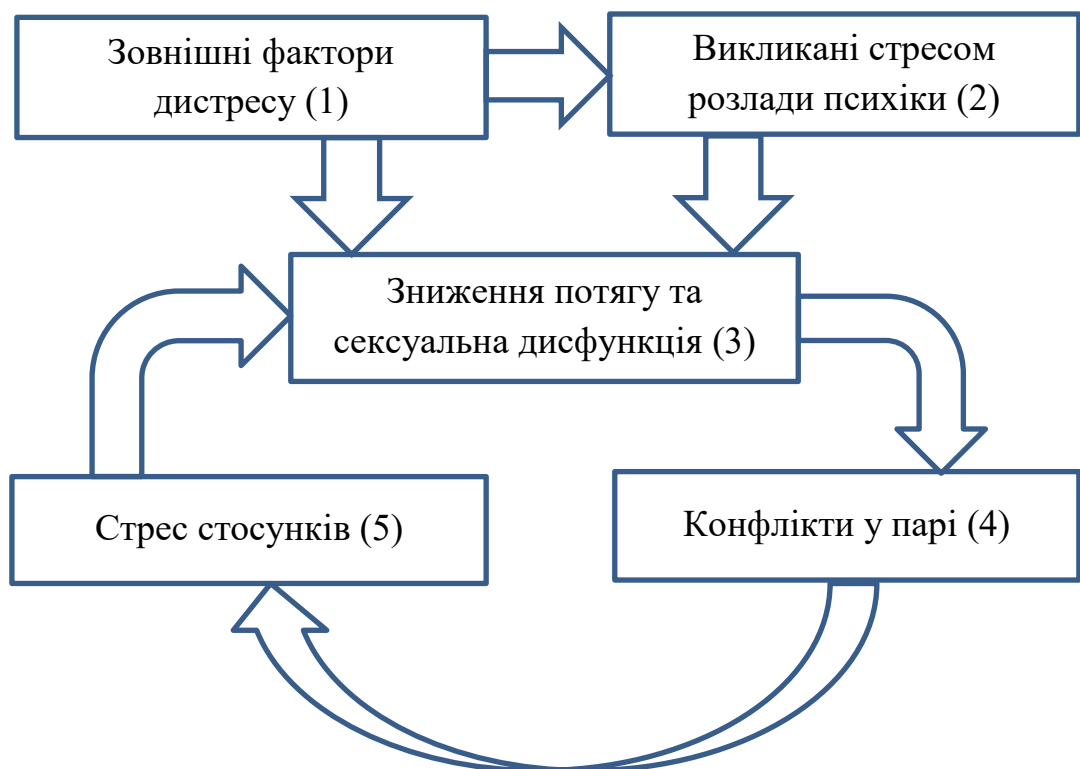 Зовнішні фактори
дистресу (1)
Викликані стресом
розлади психіки (2)
Зниження потягу та
сексуальна дисфункція (3)
Стрес стосунків (5)
Конфлікти у парі (4)